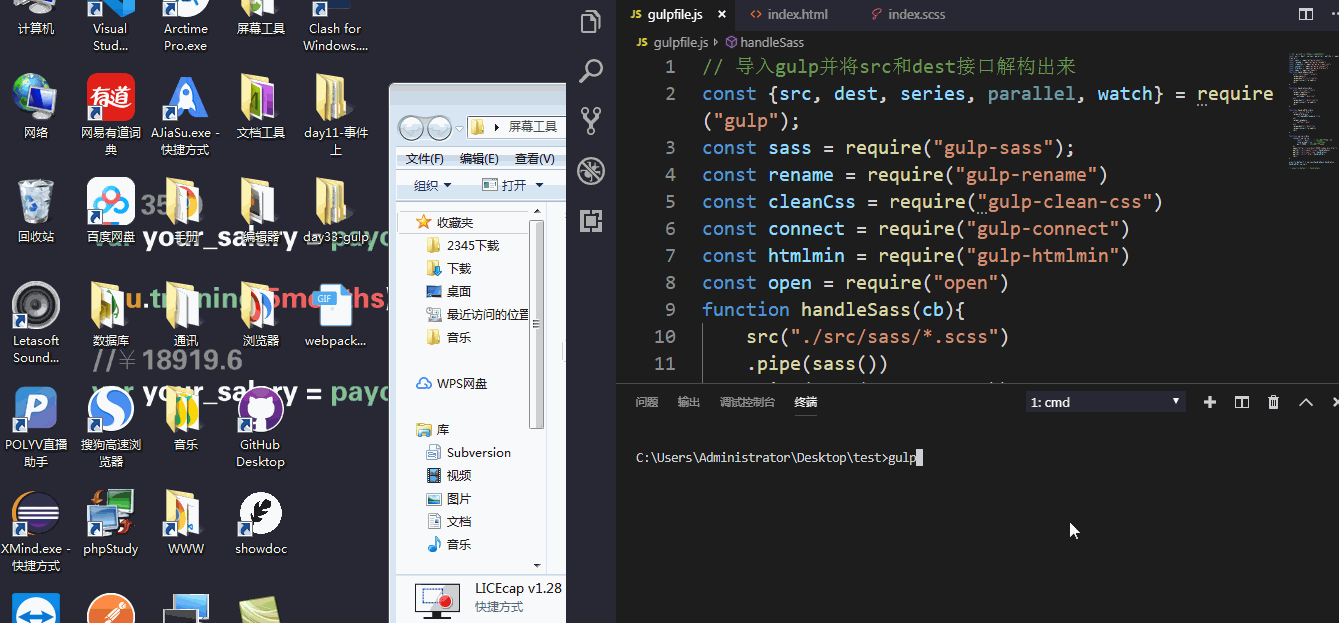 计算机
Visual
Stud...
Arctime
Pro.exe
屏幕工具
Clash for
Windows....
网络
有道
网易有道词
典
AJiaSu.exe -
快捷方式
文档工具
day11-事件
上
回收站
百度网盘
手册
编辑器
day33-gulp
your_salary = payc
Letasoft
Sound...
数据库
通讯
浏览器
GIF
webpack...
//￥18919.6
var your_salary = payc
POLYV直播
助手
搜狗高速浏
览器
音乐
GitHub
Desktop
XMind.exe -
快捷方式
phpStudy
WWW
showdoc
屏幕工具
文件(F) 编辑(E) 查看(V)
组织 打开
收藏夹
2345下载
下载
桌面
最近访问的位置
音乐
WPS网盘
库
Subversion
视频
图片
文档
音乐
LICEcap v1.28
快捷方式
JS gulpfile.js × <> index.html index.scss
JS gulpfile.js handleSass
1 // 导入gulp并将src和dest接口解构出来
2 const {src, dest, series, parallel, watch} = require
("gulp");
3 const sass = require("gulp-sass");
4 const rename = require("gulp-rename")
5 const cleanCss = require("gulp-clean-css")
6 const connect = require("gulp-connect")
7 const htmlmin = require("gulp-htmlmin")
8 const open = require("open")
9 function handleSass(cb){
10 src("./src/sass/*.scss")
11 .pipe(sass())
问题 输出 调试控制台 终端 1: cmd
C:\Users\Administrator\Desktop\test>gulp